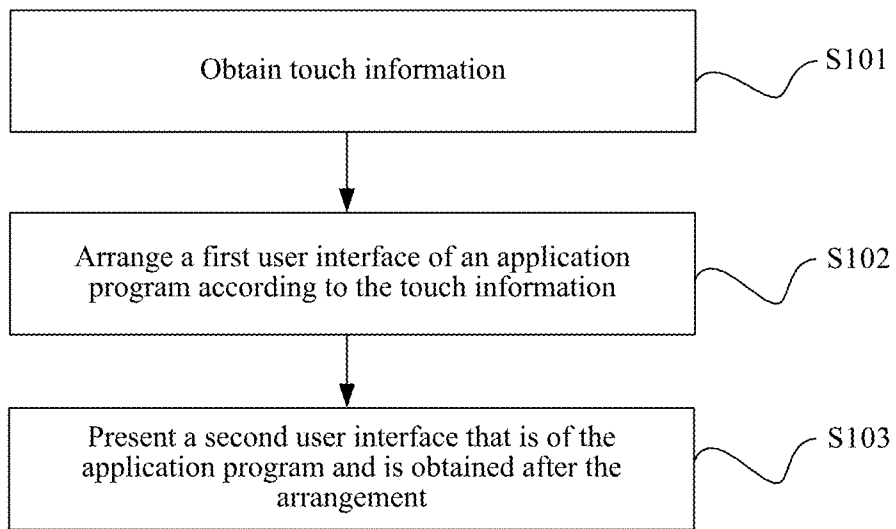 Obtain touch information
S101
Arrange a first user interface of an application
program according to the touch information
S102
Present a second user interface that is of the
application program and is obtained after the
arrangement
S103